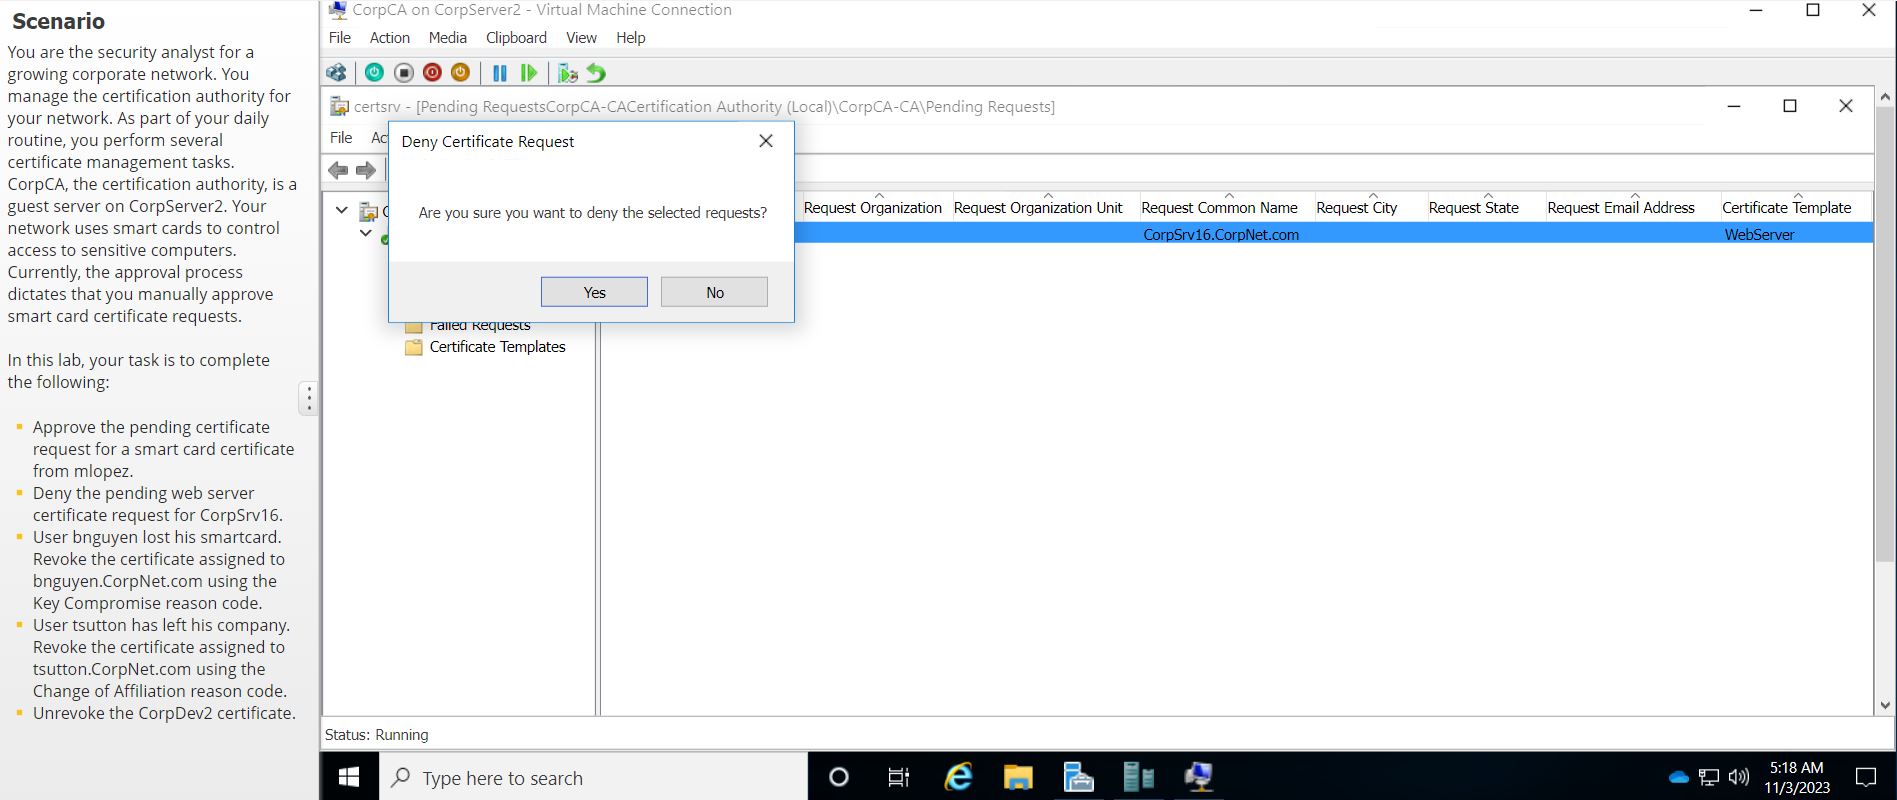 Scenario
You are the security analyst for a
growing corporate network. You
manage the certification authority for
your network. As part of your daily
routine, you perform several
certificate management tasks.
CorpCA, the certification authority, is a
guest server on CorpServer2. Your
network uses smart cards to control
access to sensitive computers.
Currently, the approval process
dictates that you manually approve
smart card certificate requests.
In this lab, your task is to complete
the following:
Approve the pending certificate
request for a smart card certificate
from mlopez.
Deny the pending web server
certificate request for CorpSrv16.
User bnguyen lost his smartcard.
Revoke the certificate assigned to
bnguyen.CorpNet.com using the
Key Compromise reason code.
User tsutton has left his company.
Revoke the certificate assigned to
tsutton.CorpNet.com using the
Change of Affiliation reason code.
Unrevoke the CorpDev2 certificate.
CorpCA on CorpServer2 - Virtual Machine Connection
File Action Media Clipboard View Help
certsrv - [Pending RequestsCorpCA-CACertification Authority (Local)\CorpCA-CA\Pending Requests]
File Ac
Deny Certificate Request
Are you sure you want to deny the selected requests?
Yes No
C
Request Organization Request Organization Unit Request Common Name Request City Request State Request Email Address Certificate Template
CorpSrv16.CorpNet.com WebServer
Failed Requests
Certificate Templates
Status: Running
Type here to search
5:18 AM
11/3/2023